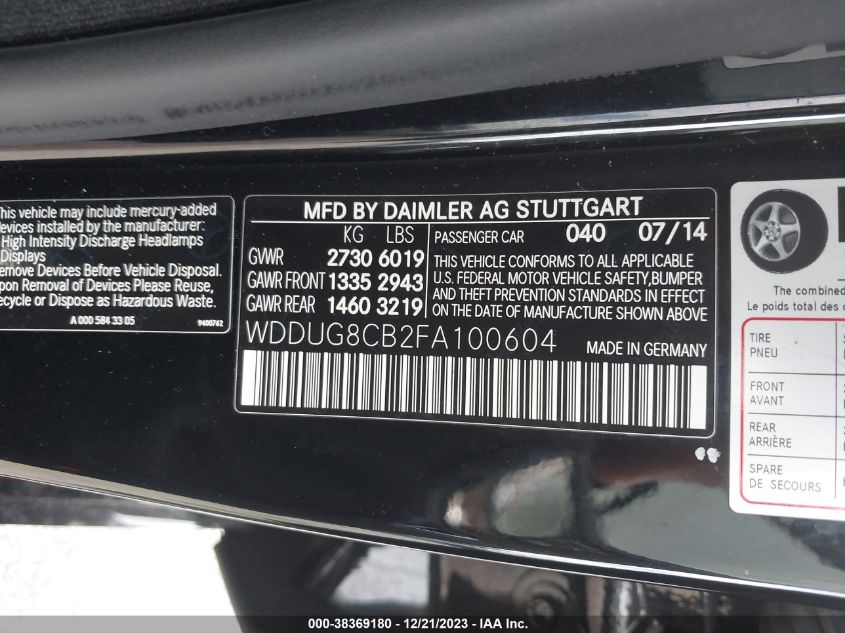 This vehicle may include mercury-added
devices installed by the manufacturer:
High Intensity Discharge Headlamps
Displays
Remove Devices Before Vehicle Disposal.
Upon Removal of Devices Please Reuse,
Recycle or Dispose as Hazardous Waste.
A 000 584 33 05 9400762
MFD BY DAIMLER AG STUTTGART
KG LBS
GVWR 2730 6019
GAWR FRONT 1335 2943
GAWR REAR 1460 3219
PASSENGER CAR 040 07/14
THIS VEHICLE CONFORMS TO ALL APPLICABLE
U.S. FEDERAL MOTOR VEHICLE SAFETY,BUMPER
AND THEFT PREVENTION STANDARDS IN EFFECT
ON THE DATE OF MANUFACTURE SHOWN ABOVE
WDDUG8CB2FA100604 MADE IN GERMANY
The combined
Le poids total des
TIRE
PNEU
FRONT
AVANT
REAR
ARRIÈRE
SPARE
DE SECOURS
000-38369180 - 12/21/2023 - IAA Inc.